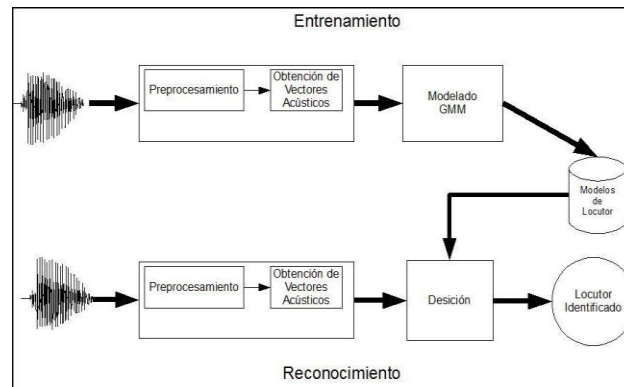 Entrenamiento
Preprocesamiento
Obtención de
Vectores
Acústicos
Modelado
GMM
Modelos
de
Locutor
Preprocesamiento
Obtención de
Vectores
Acústicos
Desición
Locutor
Identificado
Reconocimiento